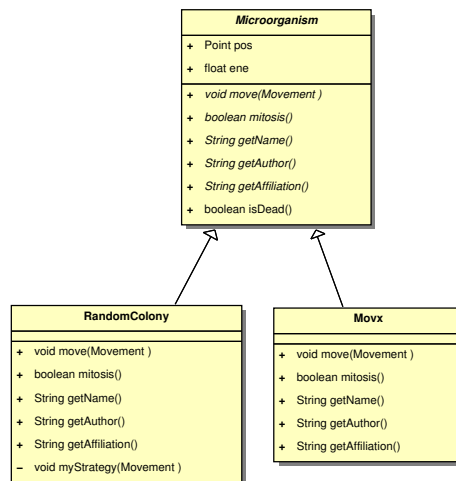 Microorganism
+ Point pos
+ float ene
+ void move(Movement )
+ boolean mitosis()
+ String getName()
+ String getAuthor()
+ String getAffiliation()
+ boolean isDead()
RandomColony
+ void move(Movement )
+ boolean mitosis()
+ String getName()
+ String getAuthor()
+ String getAffiliation()
− void myStrategy(Movement )
Movx
+ void move(Movement )
+ boolean mitosis()
+ String getName()
+ String getAuthor()
+ String getAffiliation()